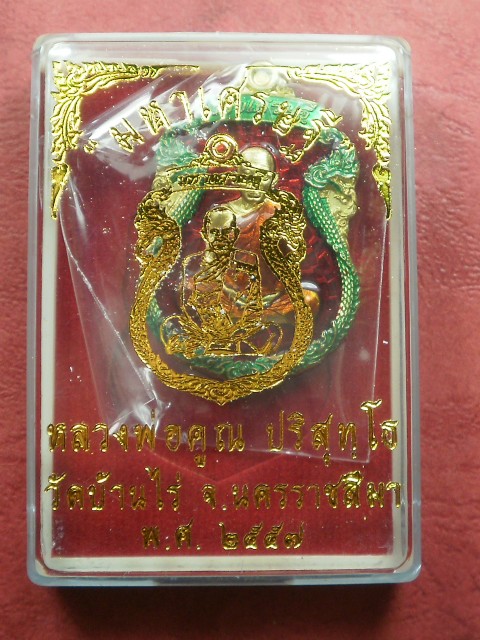 "มหาเศรษฐี"
หลวงพ่อคูณ ปริสุทฺโธ
วัดบ้านไร่ จ.นครราชสีมา
พ.ศ. ๒๕๕๗